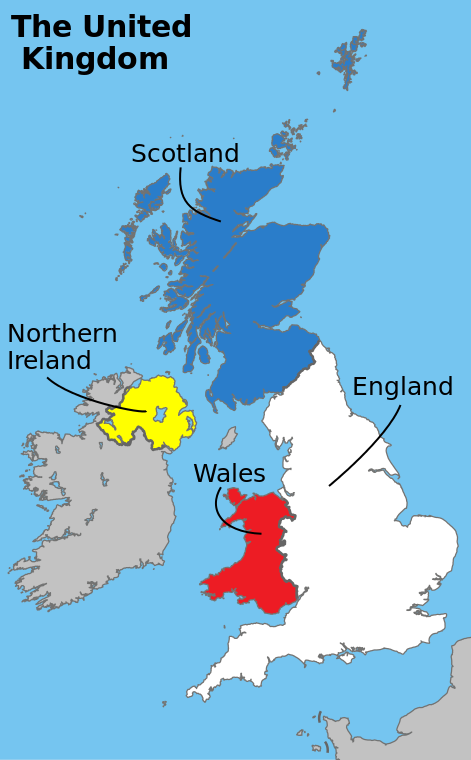 The United
Kingdom
Scotland
Northern
Ireland
England
Wales